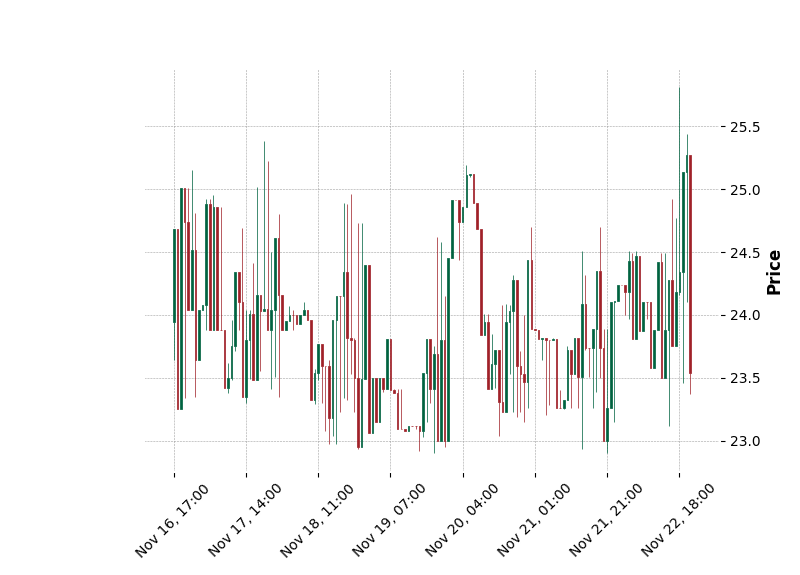 25.5
25.0
24.5
24.0
23.5
23.0
Price
Nov 16, 17:00
Nov 17, 14:00
Nov 18, 11:00
Nov 19, 07:00
Nov 20, 04:00
Nov 21, 01:00
Nov 21, 21:00
Nov 22, 18:00